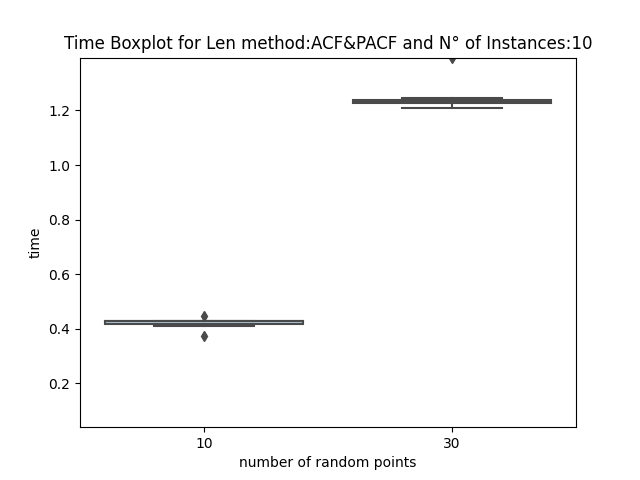 Time Boxplot for Len method:ACF&PACF and N° of Instances:10
1.2
1.0
0.8
0.6
0.4
0.2
time
10 30
number of random points